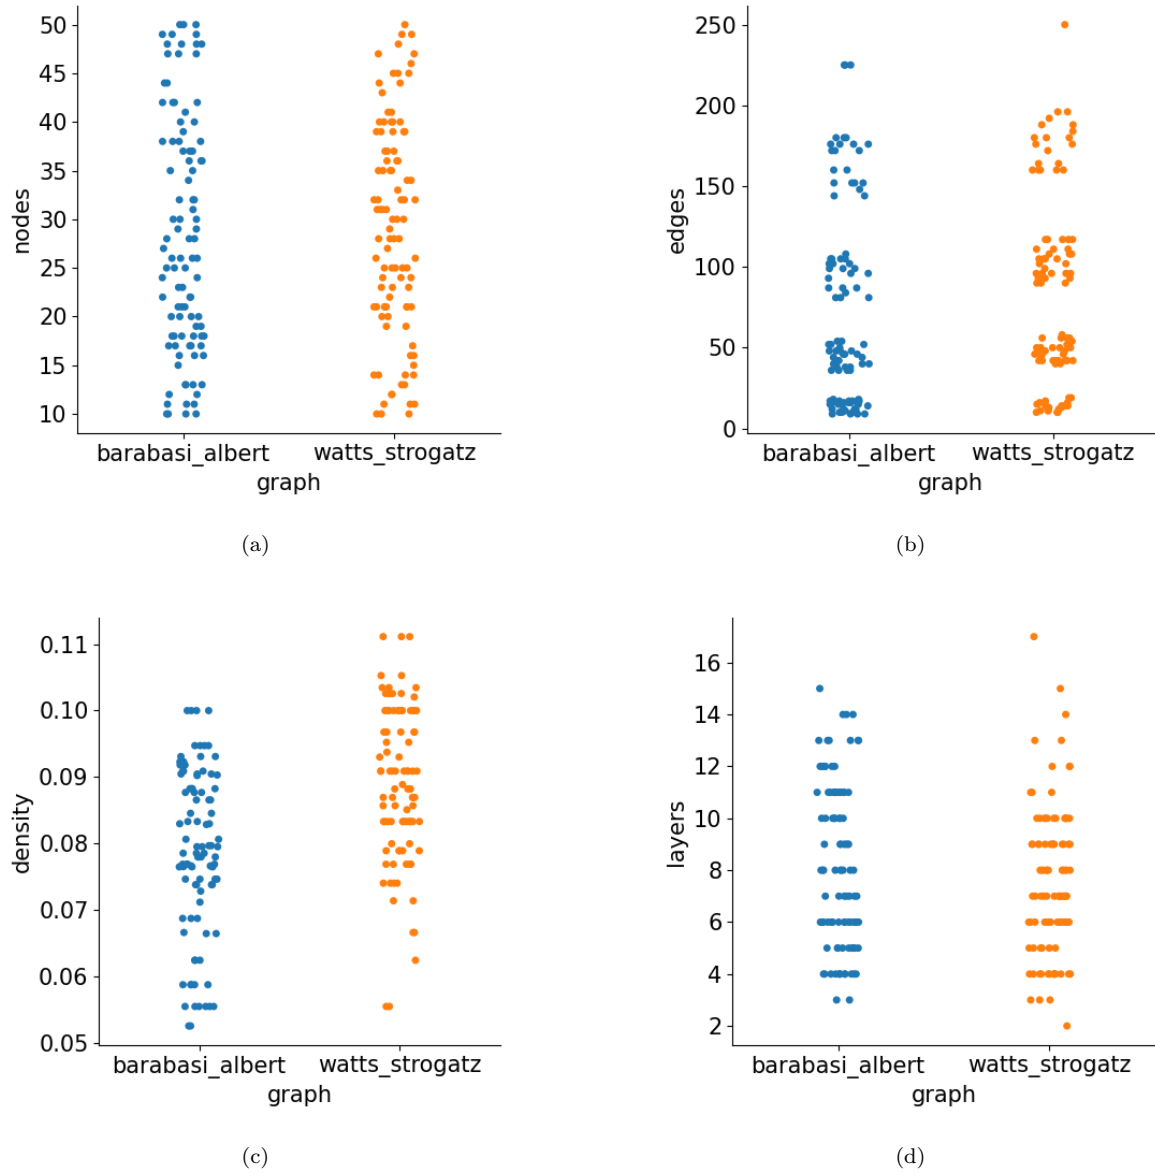 50
45
40
35
30
25
20
15
10
nodes
barabasi_albert watts_strogatz
graph
(a)
250
200
150
100
50
0
edges
barabasi_albert watts_strogatz
graph
(b)
0.11
0.10
0.09
0.08
0.07
0.06
0.05
density
barabasi_albert watts_strogatz
graph
(c)
16
14
12
10
8
6
4
2
layers
barabasi_albert watts_strogatz
graph
(d)